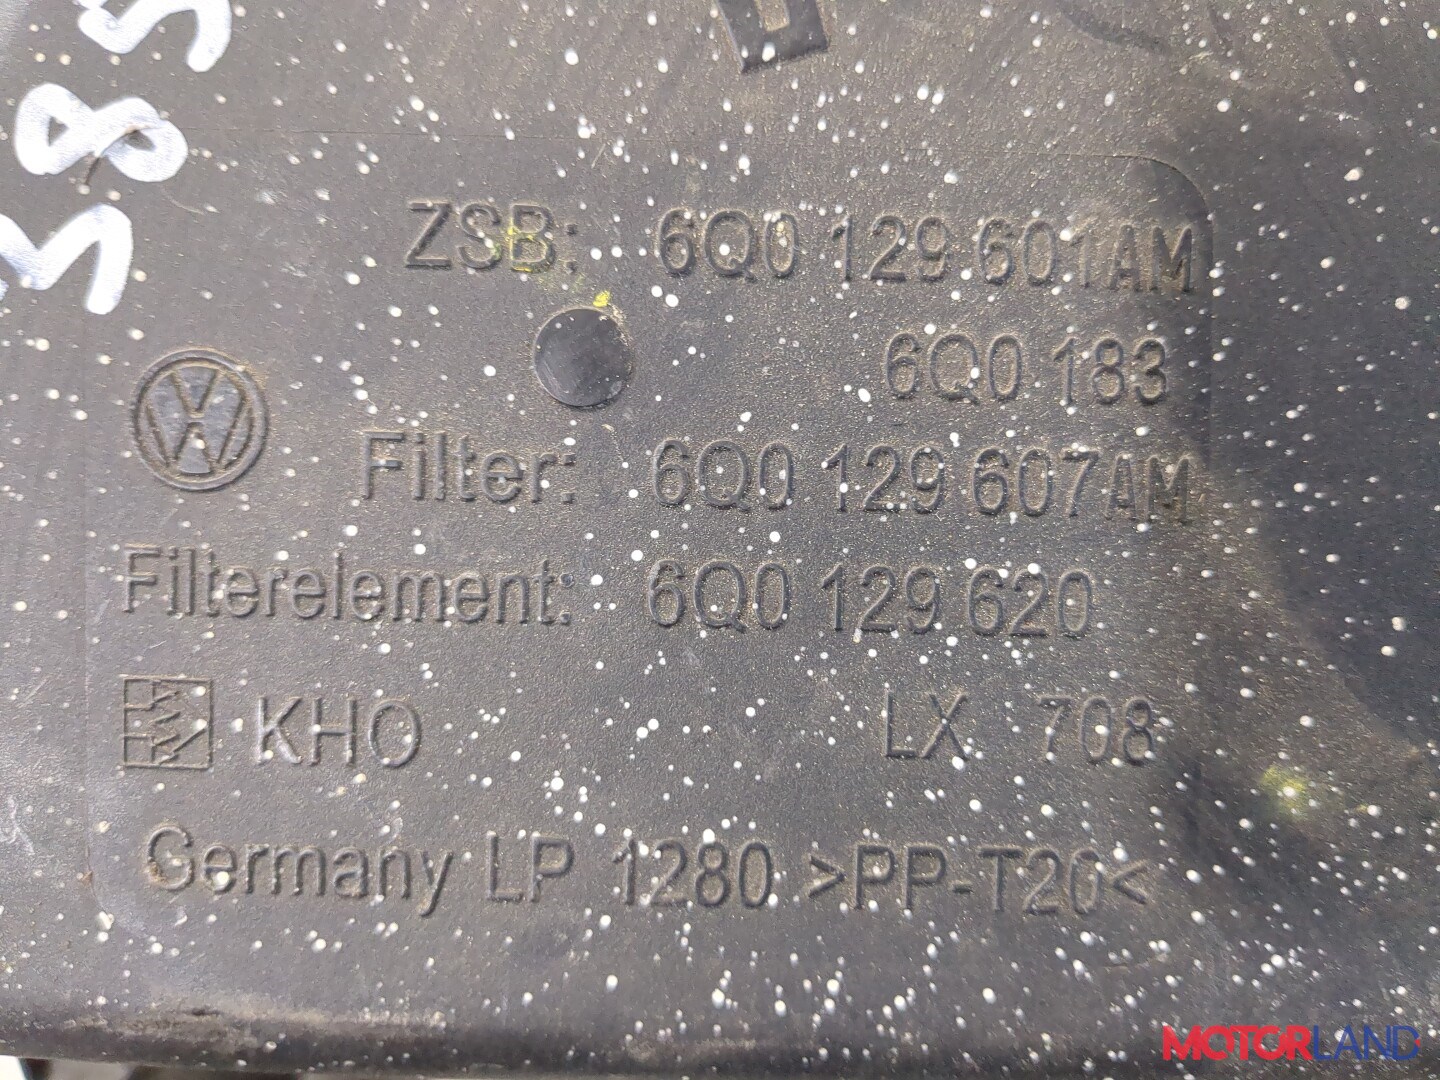 385
ZSB: 6Q0 129 601AM
6Q0 183
Filter: 6Q0 129 607AM
Filterelement: 6Q0 129 620
KHO LX 708
Germany LP 1280 >PP-T20<
MOTORLAND